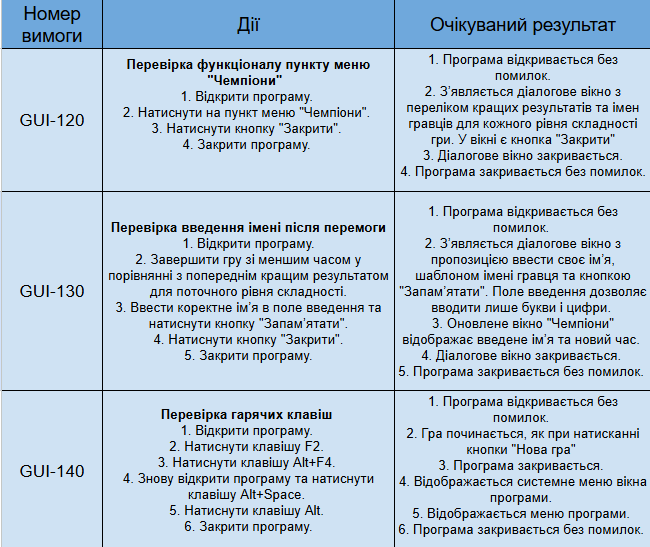 Номер
вимоги
Дії
Очікуваний результат
GUI-120
Перевірка функціоналу пункту меню
"Чемпіони"
1. Відкрити програму.
2. Натиснути на пункт меню "Чемпіони".
3. Натиснути кнопку "Закрити".
4. Закрити програму.
1. Програма відкривається без
помилок.
2. З’являється діалогове вікно з
переліком кращих результатів та імен
гравців для кожного рівня складності
гри. У вікні є кнопка "Закрити"
3. Діалогове вікно закривається.
4. Програма закривається без помилок.
GUI-130
Перевірка введення імені після перемоги
1. Відкрити програму.
2. Завершити гру зі меншим часом у
порівнянні з попереднім кращим результатом
для поточного рівня складності.
3. Ввести коректне ім’я в поле введення та
натиснути кнопку "Запам’ятати".
4. Натиснути кнопку "Закрити".
5. Закрити програму.
1. Програма відкривається без
помилок.
2. З’являється діалогове вікно з
пропозицією ввести своє ім’я,
шаблоном імені гравця та кнопкою
"Запам’ятати". Поле введення дозволяє
вводити лише букви і цифри.
3. Оновлене вікно "Чемпіони"
відображає введене ім’я та новий час.
4. Діалогове вікно закривається.
5. Програма закривається без помилок.
GUI-140
Перевірка гарячих клавіш
1. Відкрити програму.
2. Натиснути клавішу F2.
3. Натиснути клавішу Alt+F4.
4. Знову відкрити програму та натиснути
клавішу Alt+Space.
5. Натиснути клавішу Alt.
6. Закрити програму.
1. Програма відкривається без
помилок.
2. Гра починається, як при натисканні
кнопки "Нова гра"
3. Програма закривається.
4. Відображається системне меню вікна
програми.
5. Відображається меню програми.
6. Програма закривається без помилок.